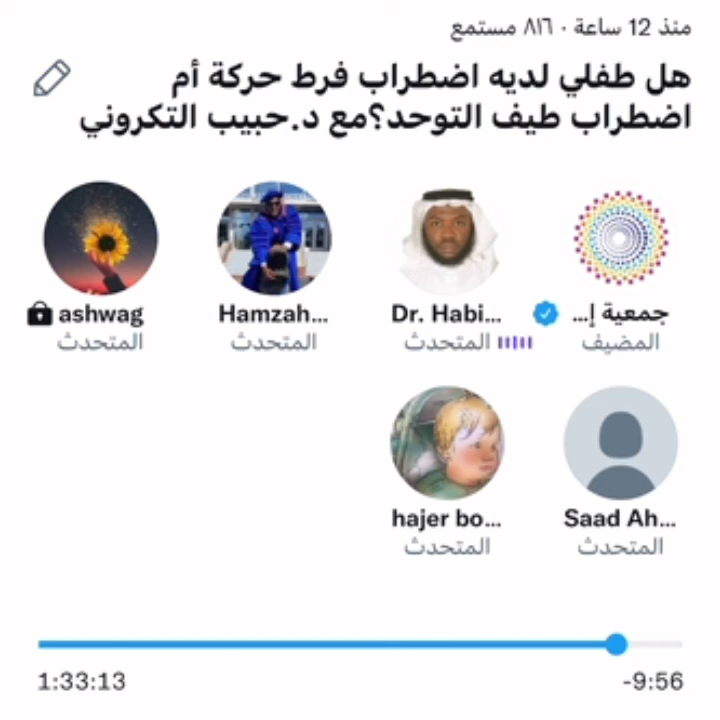 منذ 12 ساعة · ٨١٦ مستمع
هل طفلي لديه اضطراب فرط حركة أم
اضطراب طيف التوحد؟مع د.حبيب التكروني
جمعية إ...
المضيف
Dr. Habi...
المتحدث
Hamzah...
المتحدث
ashwag
المتحدث
Saad Ah...
المتحدث
hajer bo...
المتحدث
1:33:13
-9:56